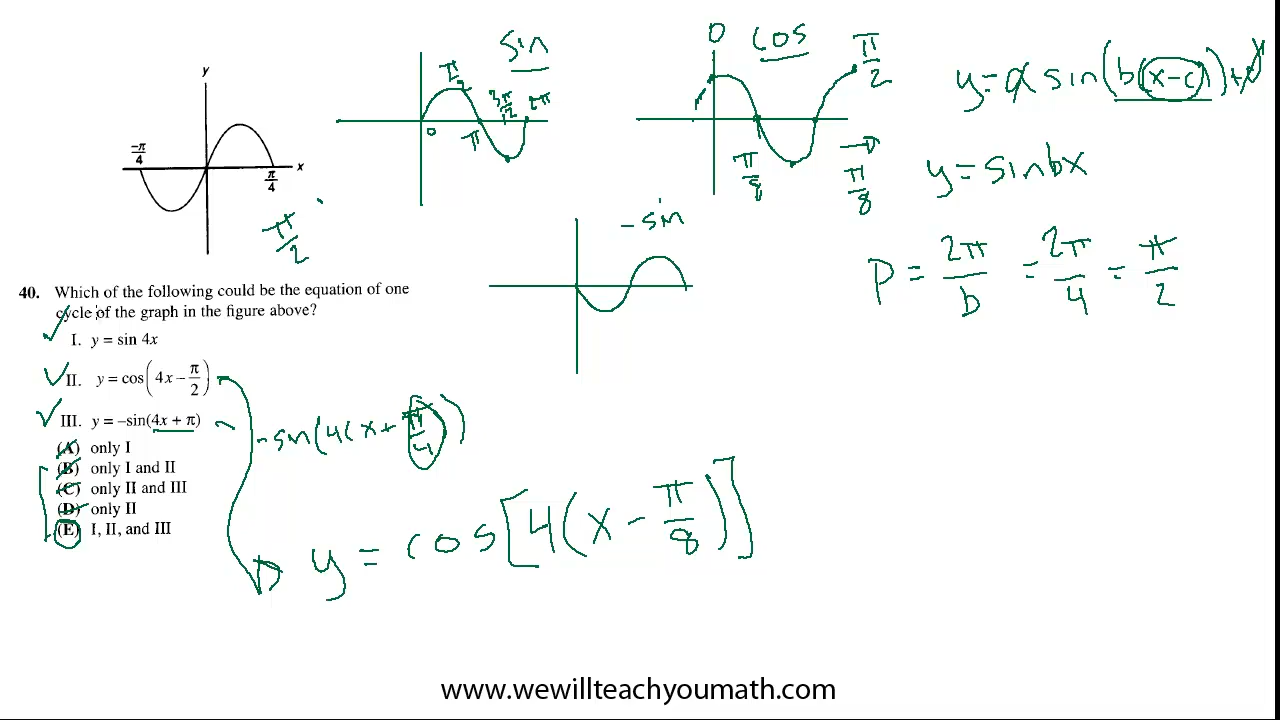 y
x
-π/4
π/4
π/2
sin
π/2
3π/2
2π
0
π
0
cos
π/2
π/8
π/8
-sin
y=a sin(b(x-c))+d
y=sinbx
P = 2π/b = 2π/4 = π/2
40. Which of the following could be the equation of one
cycle of the graph in the figure above?
I. y = sin 4x
II. y = cos(4x – π/2)
III. y = –sin(4x + π)
(A) only I
(B) only I and II
(C) only II and III
(D) only II
(E) I, II, and III
-sin(4(x+π/4))
y = cos[4(x-π/8)]
www.wewillteachyoumath.com